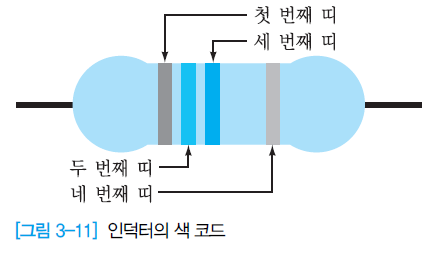 첫 번째 띠
세 번째 띠
두 번째 띠
네 번째 띠
[그림 3-11] 인덕터의 색 코드